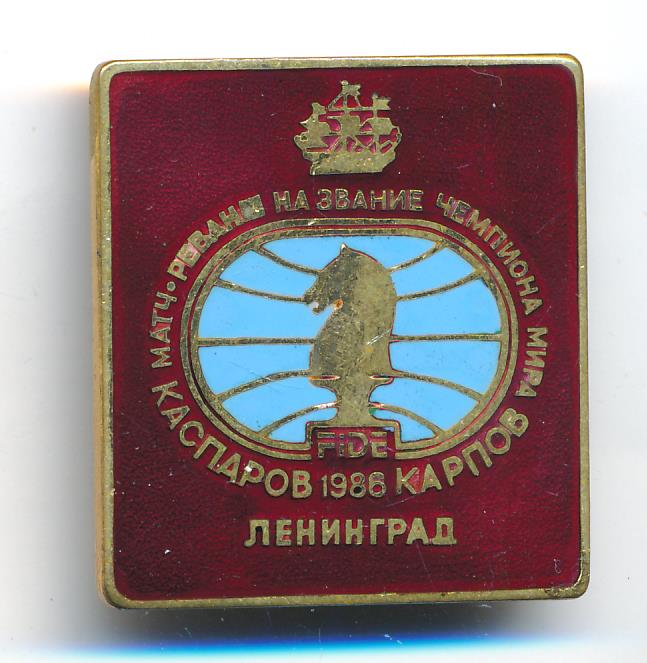 МАТЧ·РЕВАНШ НА ЗВАНИЕ ЧЕМПИОНА МИРА
FIDE
КАСПАРОВ 1986 КАРПОВ
ЛЕНИНГРАД